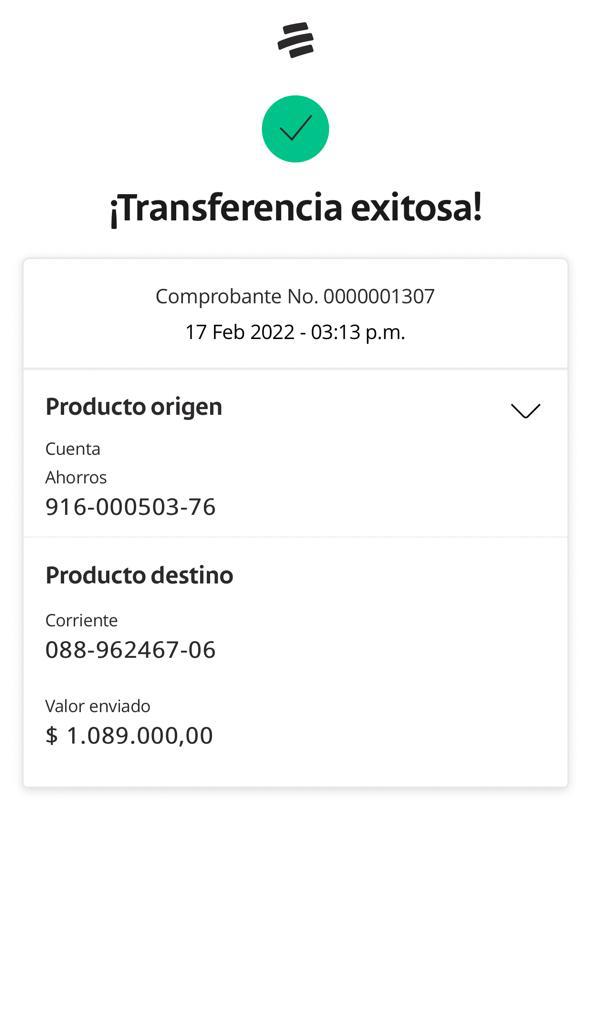 ¡Transferencia exitosa!
Comprobante No. 0000001307
17 Feb 2022 - 03:13 p.m.
Producto origen
Cuenta
Ahorros
916-000503-76
Producto destino
Corriente
088-962467-06
Valor enviado
$ 1.089.000,00